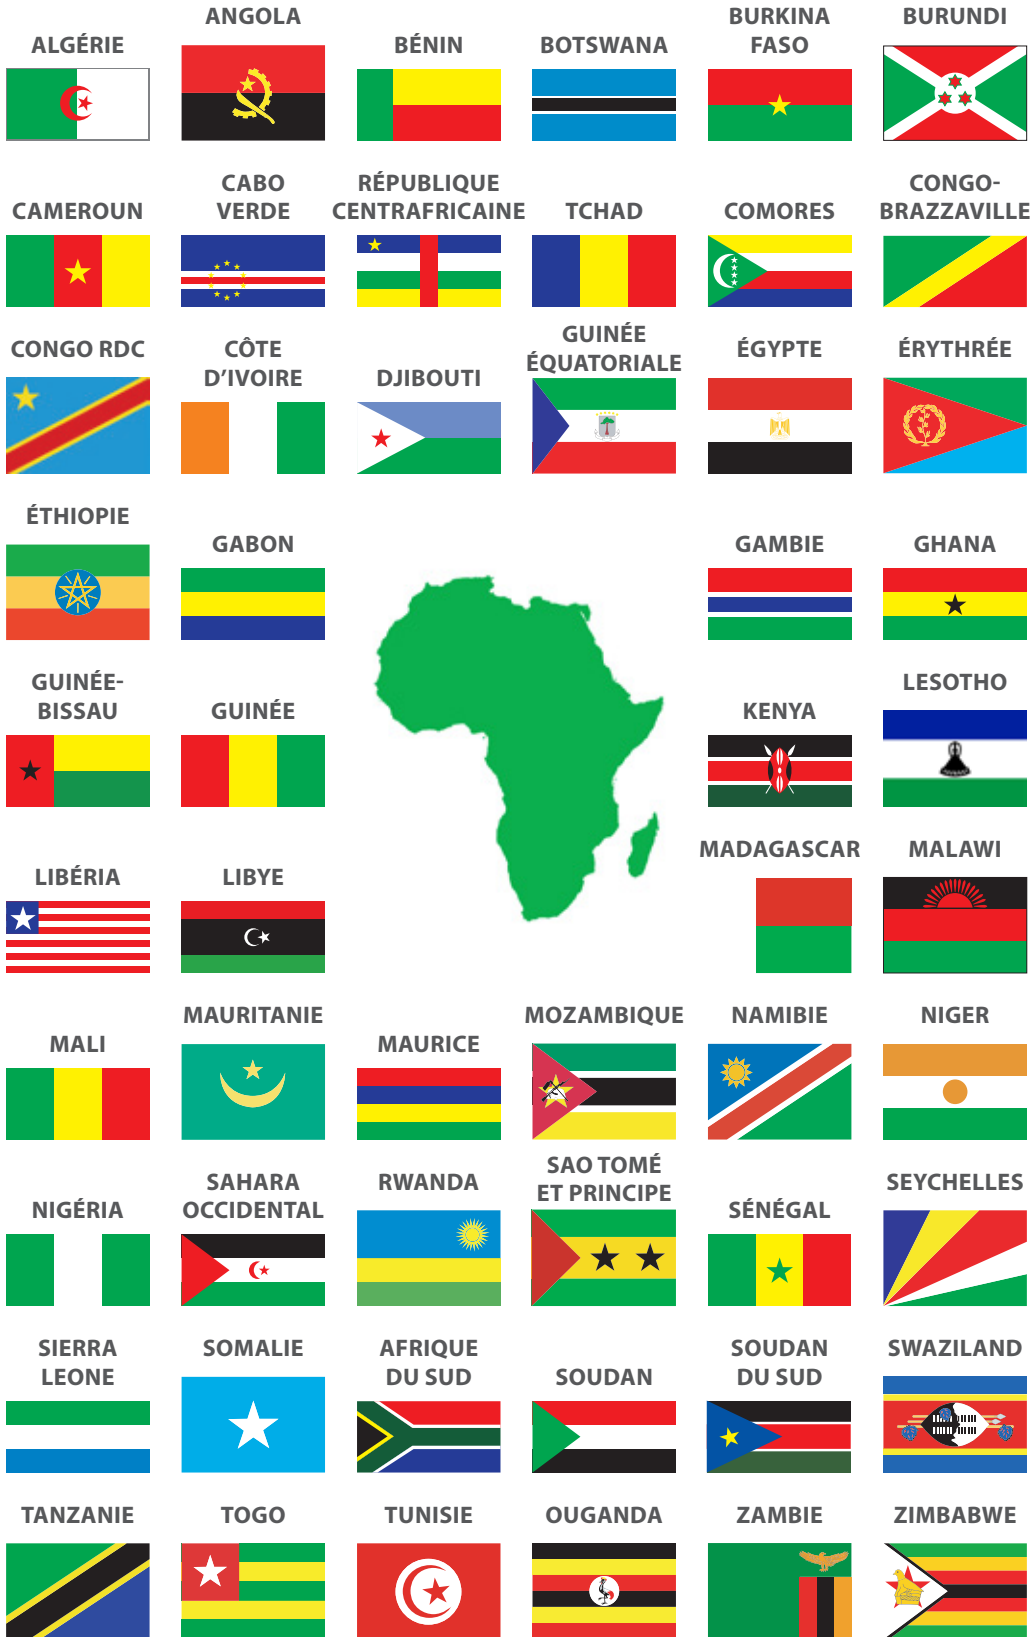 ALGÉRIE
ANGOLA
BÉNIN
BOTSWANA
BURKINA
FASO
BURUNDI
CAMEROUN
CABO
VERDE
RÉPUBLIQUE
CENTRAFRICAINE
TCHAD
COMORES
CONGO-
BRAZZAVILLE
CONGO RDC
CÔTE
D’IVOIRE
DJIBOUTI
GUINÉE
ÉQUATORIALE
ÉGYPTE
ÉRYTHRÉE
ÉTHIOPIE
GABON
GAMBIE
GHANA
GUINÉE-
BISSAU
GUINÉE
KENYA
LESOTHO
LIBÉRIA
LIBYE
MADAGASCAR
MALAWI
MALI
MAURITANIE
MAURICE
MOZAMBIQUE
NAMIBIE
NIGER
NIGÉRIA
SAHARA
OCCIDENTAL
RWANDA
SAO TOMÉ
ET PRINCIPE
SÉNÉGAL
SEYCHELLES
SIERRA
LEONE
SOMALIE
AFRIQUE
DU SUD
SOUDAN
SOUDAN
DU SUD
SWAZILAND
TANZANIE
TOGO
TUNISIE
OUGANDA
ZAMBIE
ZIMBABWE